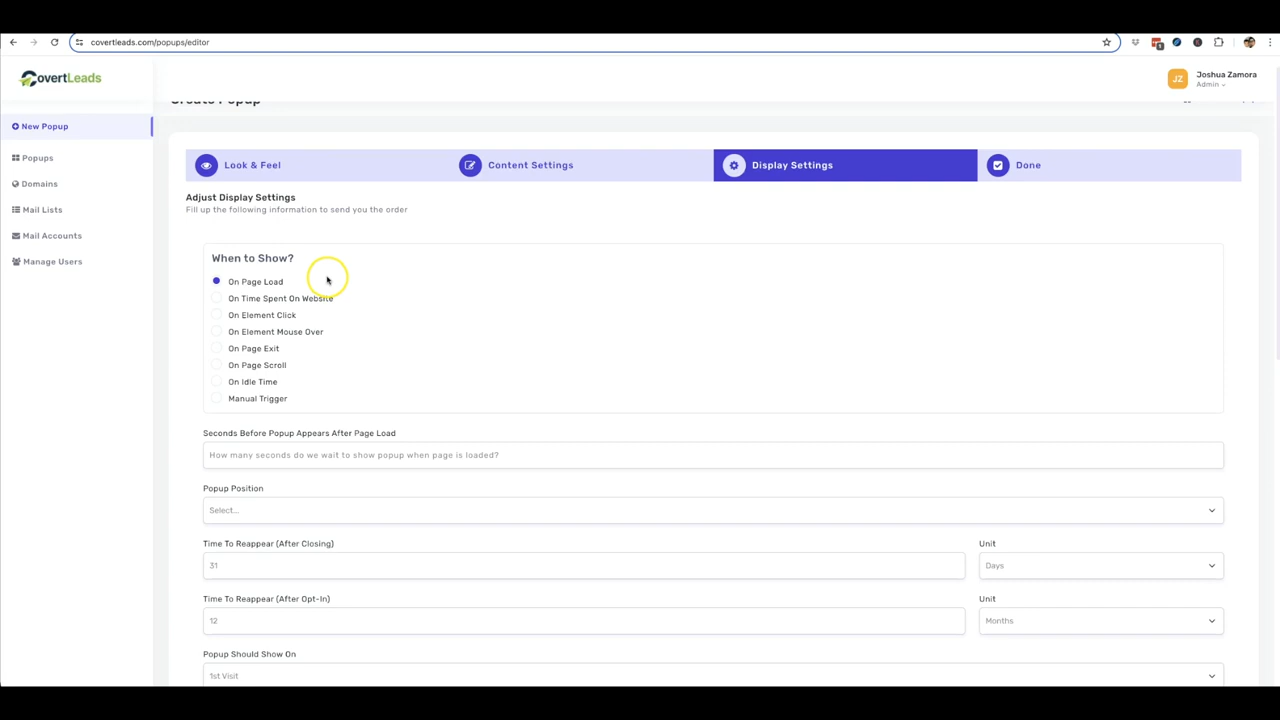 covertleads.com/popups/editor
CovertLeads
JZ
Joshua Zamora
Admin
Create Popup
New Popup
Popups
Domains
Mail Lists
Mail Accounts
Manage Users
Look & Feel
Content Settings
Display Settings
Done
Adjust Display Settings
Fill up the following information to send you the order
When to Show?
On Page Load
On Time Spent On Website
On Element Click
On Element Mouse Over
On Page Exit
On Page Scroll
On Idle Time
Manual Trigger
Seconds Before Popup Appears After Page Load
How many seconds do we wait to show popup when page is loaded?
Popup Position
Select...
Time To Reappear (After Closing)
Unit
31
Days
Time To Reappear (After Opt-In)
Unit
12
Months
Popup Should Show On
1st Visit